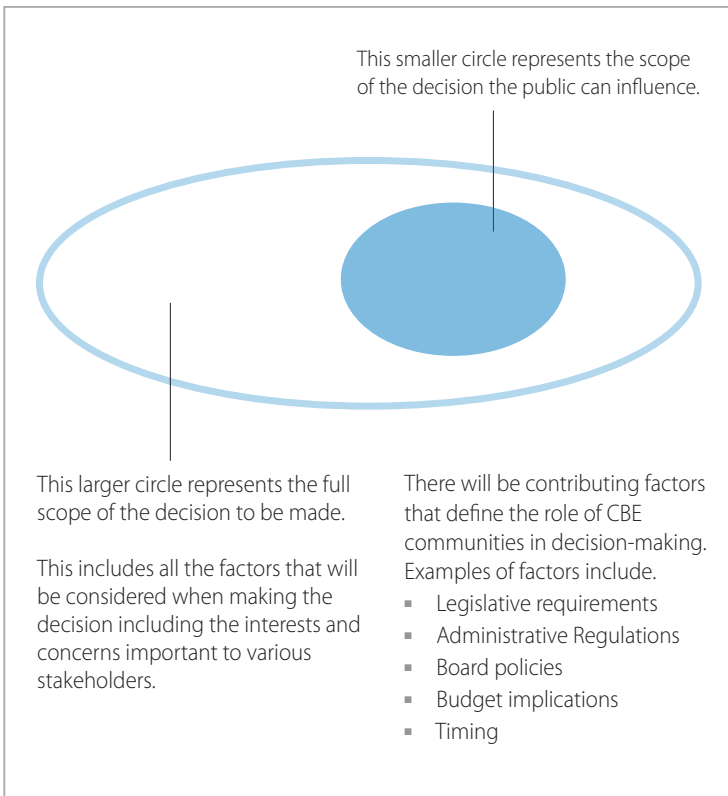 This smaller circle represents the scope
of the decision the public can influence.
This larger circle represents the full
scope of the decision to be made.
This includes all the factors that will
be considered when making the
decision including the interests and
concerns important to various
stakeholders.
There will be contributing factors
that define the role of CBE
communities in decision-making.
Examples of factors include.
▪ Legislative requirements
▪ Administrative Regulations
▪ Board policies
▪ Budget implications
▪ Timing